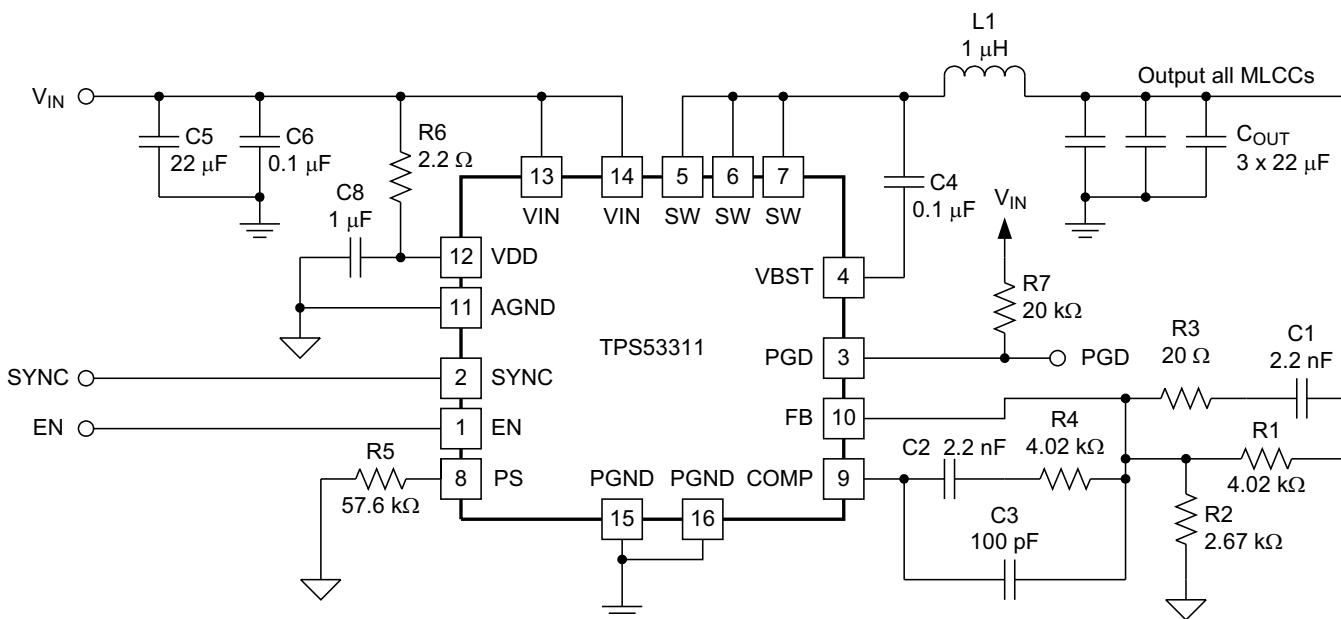 L1
1 μH
Output all MLCCs
V_IN
C5
22 μF
C6
0.1 μF
R6
2.2 Ω
C8
1 μF
13
VIN
14
VIN
5
SW
6
SW
7
SW
C4
0.1 μF
C_OUT
3 x 22 μF
V_IN
12
VDD
4
VBST
R7
20 kΩ
11
AGND
TPS53311
3
PGD
PGD
R3
20 Ω
C1
2.2 nF
SYNC
2
SYNC
EN
1
EN
10
FB
R5
57.6 kΩ
8
PS
PGND
15
PGND
16
COMP
9
C2 2.2 nF
R4
4.02 kΩ
R1
4.02 kΩ
C3
100 pF
R2
2.67 kΩ